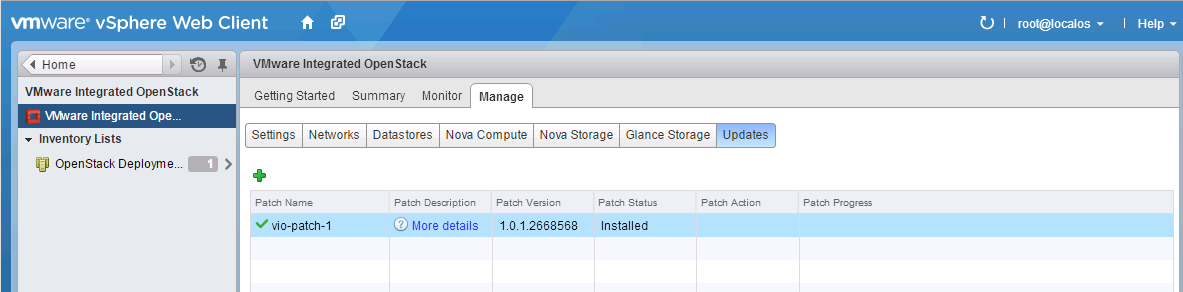 vmware® vSphere Web Client
root@localos
Help
Home
VMware Integrated OpenStack
VMware Integrated OpenStack
VMware Integrated Ope...
Inventory Lists
OpenStack Deployme... 1
Getting Started Summary Monitor Manage
Settings Networks Datastores Nova Compute Nova Storage Glance Storage Updates
Patch Name Patch Description Patch Version Patch Status Patch Action Patch Progress
vio-patch-1 ? More details 1.0.1.2668568 Installed